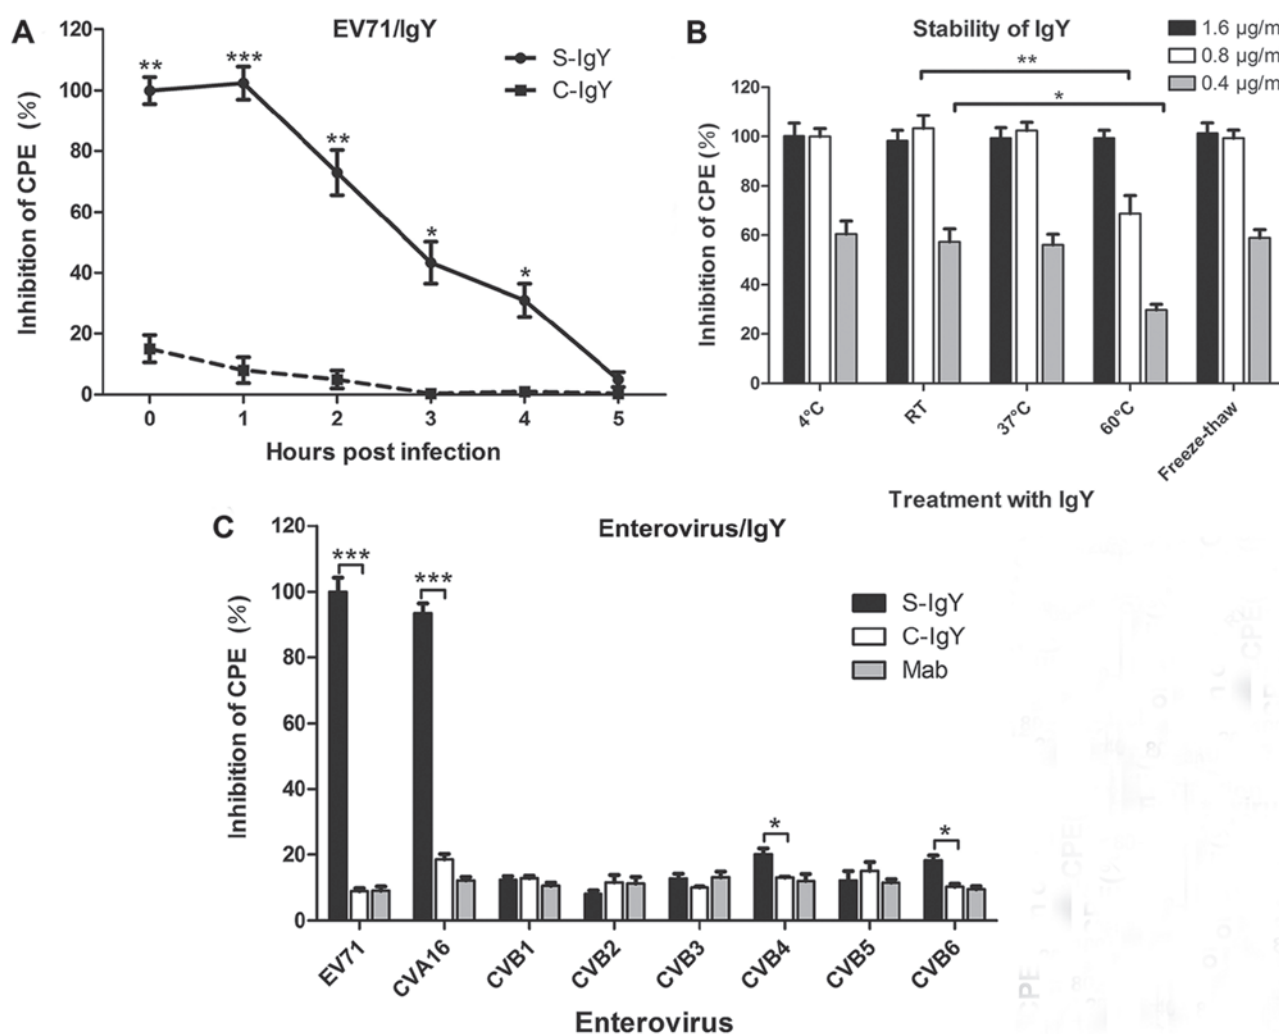 A
EV71/IgY
S-IgY
C-IgY
**
***
**
*
*
120
100
80
60
40
20
0
Inhibition of CPE (%)
0 1 2 3 4 5
Hours post infection
B
Stability of IgY
1.6 µg/m
0.8 µg/m
0.4 µg/m
**
*
120
100
80
60
40
20
0
Inhibition of CPE (%)
4°C
RT
37°C
60°C
Freeze-thaw
Treatment with IgY
C
Enterovirus/IgY
S-IgY
C-IgY
Mab
***
***
*
*
120
100
80
60
40
20
0
Inhibition of CPE (%)
EV71
CVA16
CVB1
CVB2
CVB3
CVB4
CVB5
CVB6
Enterovirus